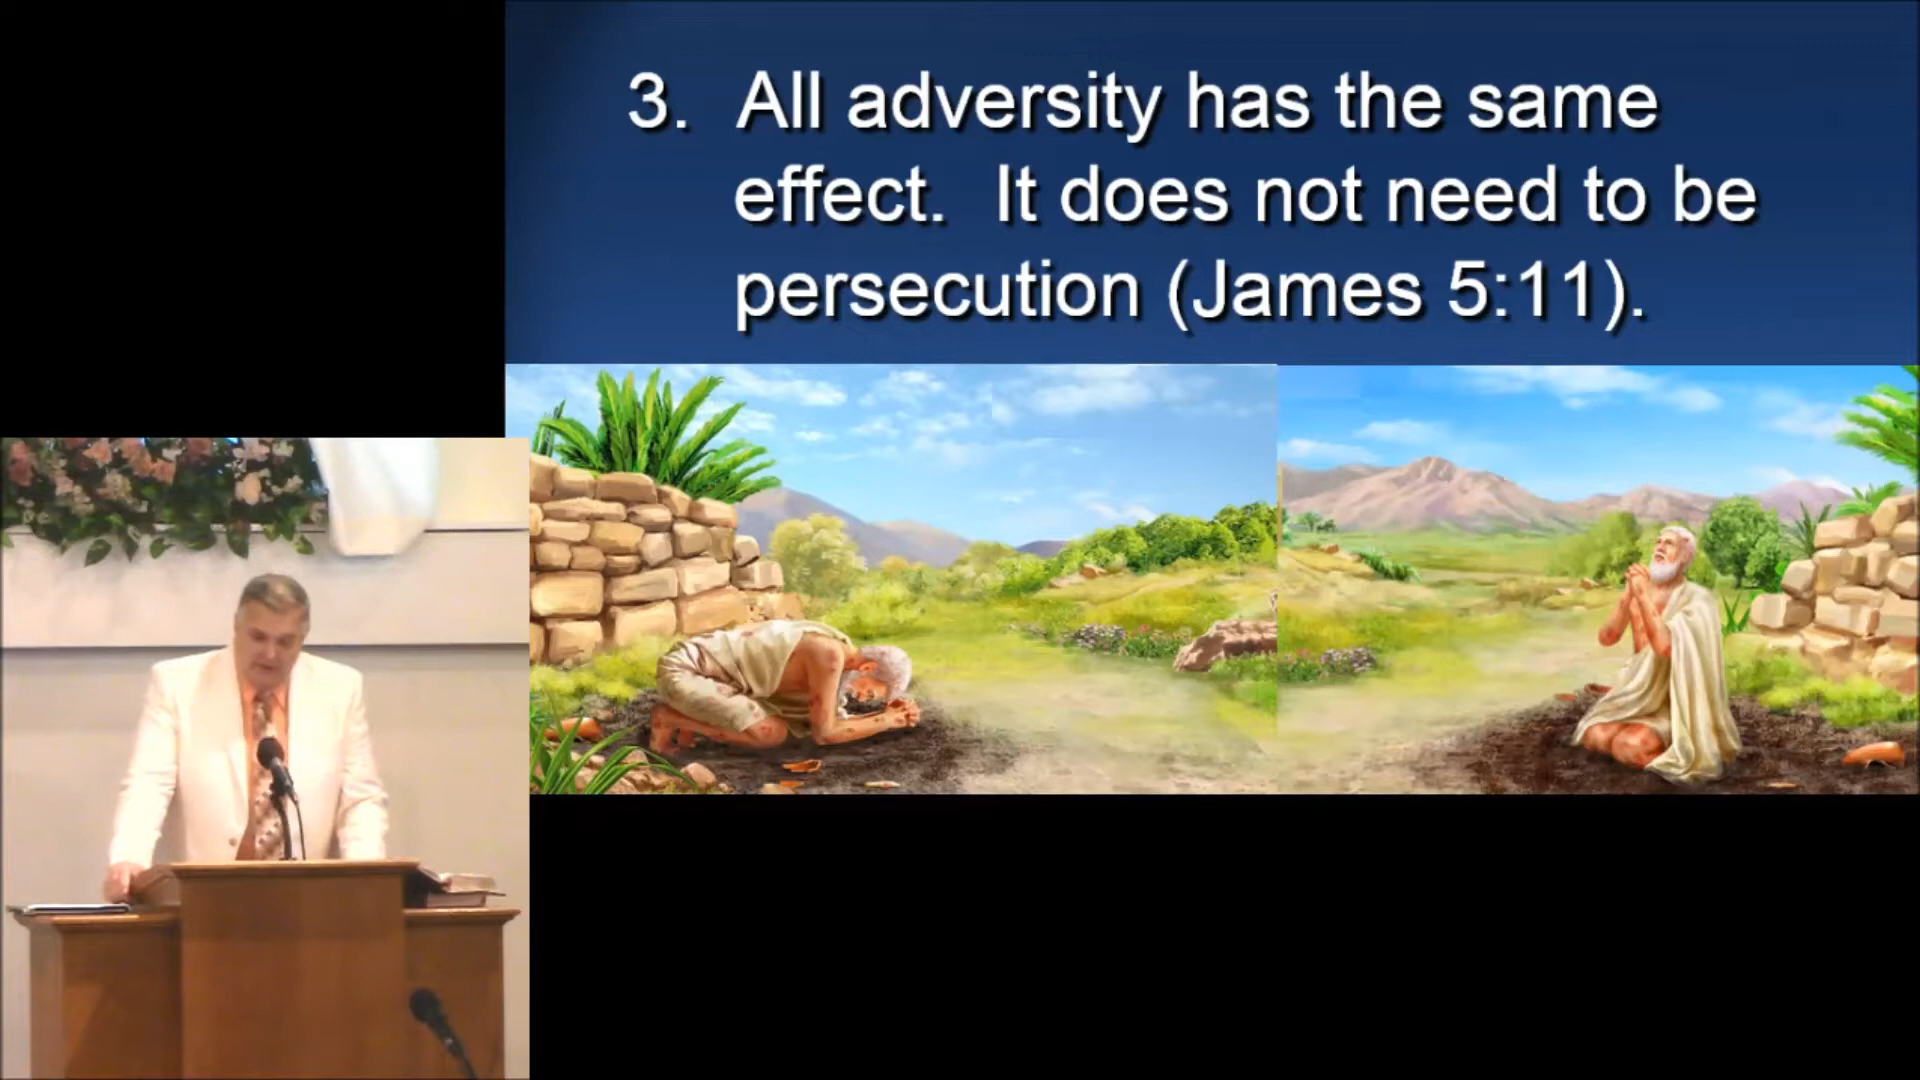 3. All adversity has the same
effect. It does not need to be
persecution (James 5:11).